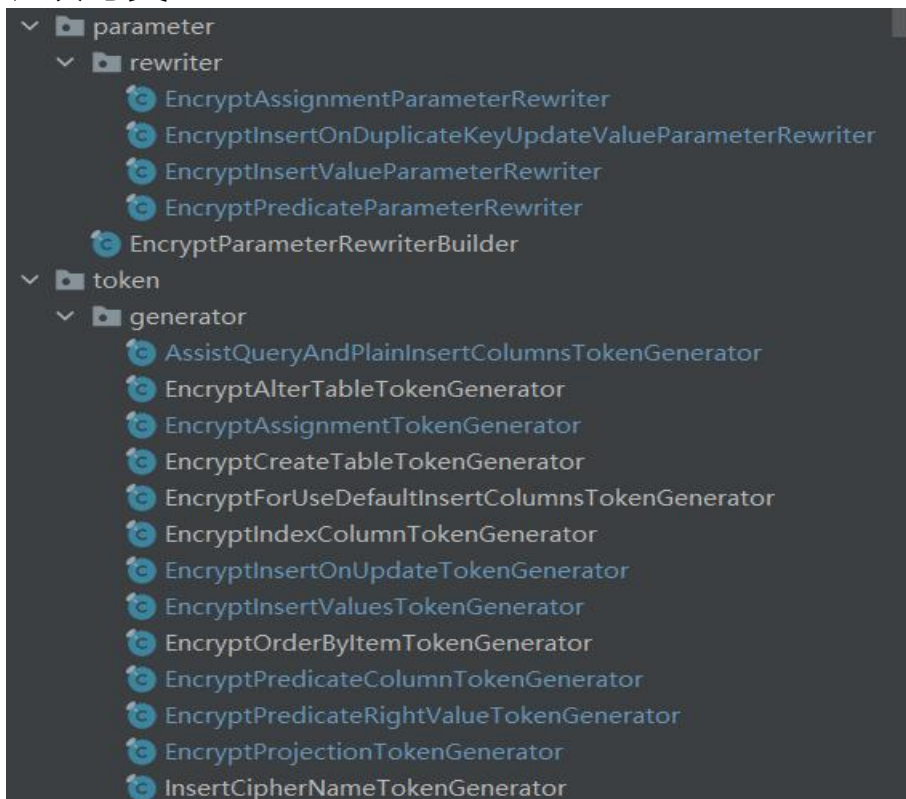 parameter
rewriter
EncryptAssignmentParameterRewriter
EncryptInsertOnDuplicateKeyUpdateValueParameterRewriter
EncryptInsertValueParameterRewriter
EncryptPredicateParameterRewriter
EncryptParameterRewriterBuilder
token
generator
AssistQueryAndPlainInsertColumnsTokenGenerator
EncryptAlterTableTokenGenerator
EncryptAssignmentTokenGenerator
EncryptCreateTableTokenGenerator
EncryptForUseDefaultInsertColumnsTokenGenerator
EncryptIndexColumnTokenGenerator
EncryptInsertOnUpdateTokenGenerator
EncryptInsertValuesTokenGenerator
EncryptOrderByItemTokenGenerator
EncryptPredicateColumnTokenGenerator
EncryptPredicateRightValueTokenGenerator
EncryptProjectionTokenGenerator
InsertCipherNameTokenGenerator